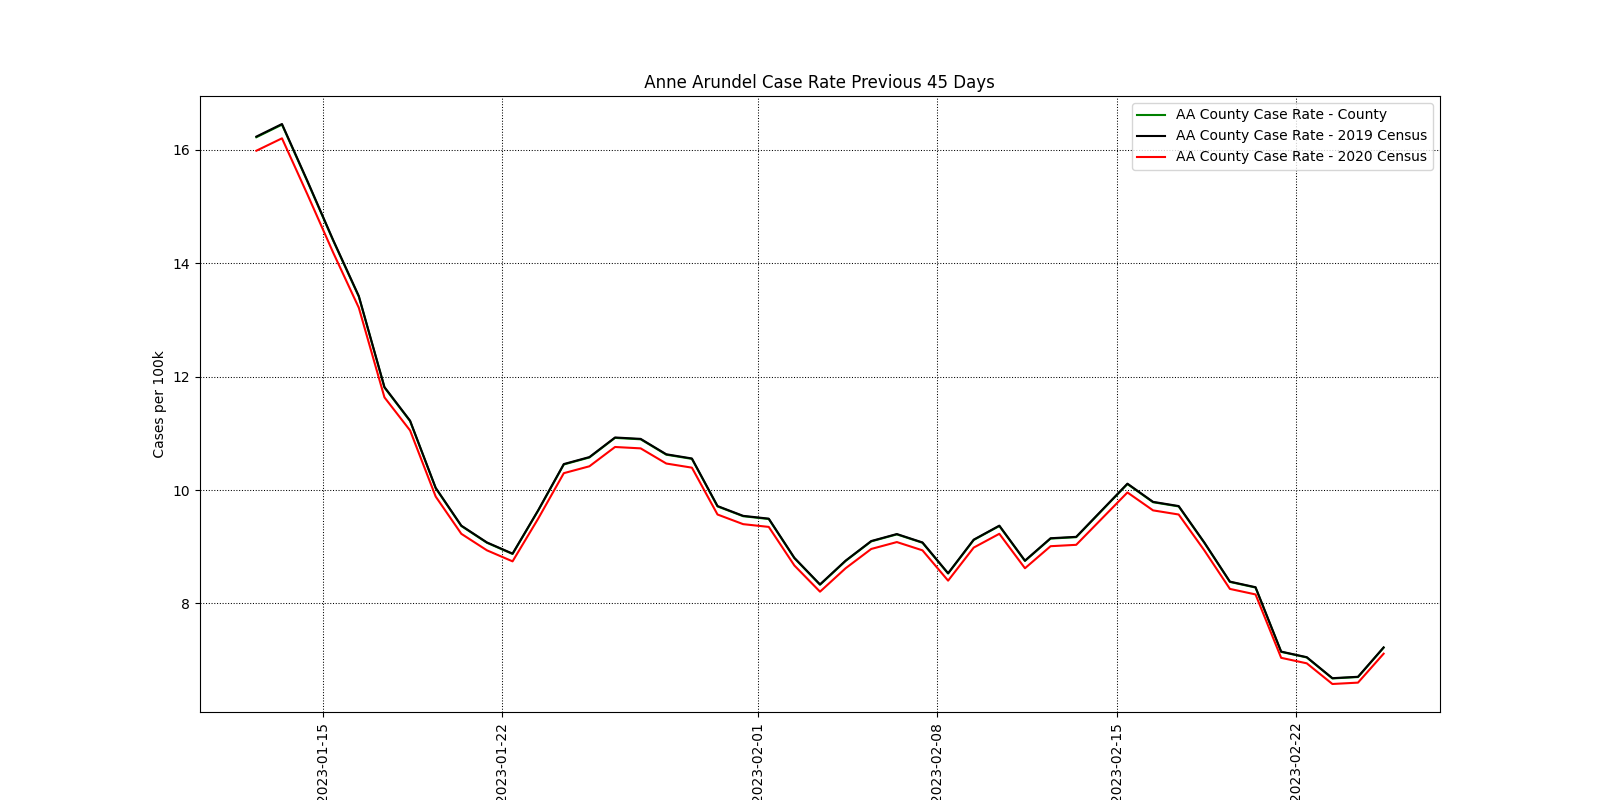 Anne Arundel Case Rate Previous 45 Days
AA County Case Rate - County
AA County Case Rate - 2019 Census
AA County Case Rate - 2020 Census
Cases per 100k
16
14
12
10
8
2023-01-15
2023-01-22
2023-02-01
2023-02-08
2023-02-15
2023-02-22